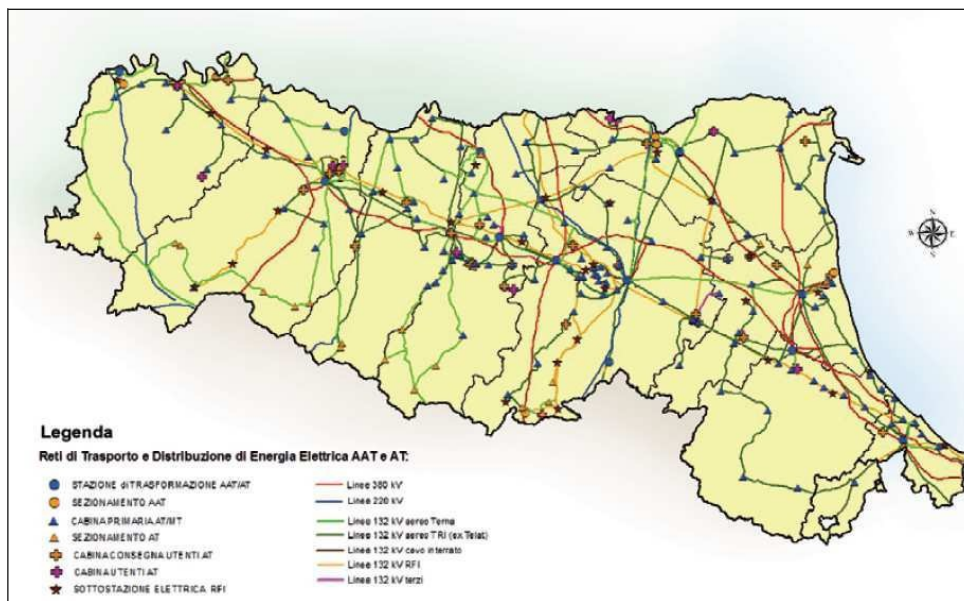 Legenda
Reti di Trasporto e Distribuzione di Energia Elettrica AAT e AT:
STAZIONE di TRASFORMAZIONE AAT/AT
SEZIONAMENTO AAT
CABINA PRIMARIA AT/MT
SEZIONAMENTO AT
CABINA CONSEGNA UTENTI AT
CABINA UTENTI AT
SOTTOSTAZIONE ELETTRICA RFI
Linee 380 kV
Linee 220 kV
Linee 132 kV aereo Terna
Linee 132 kV aereo TRI (ex Telat)
Linee 132 kV cavo interrato
Linee 132 kV RFI
Linee 132 kV terzi